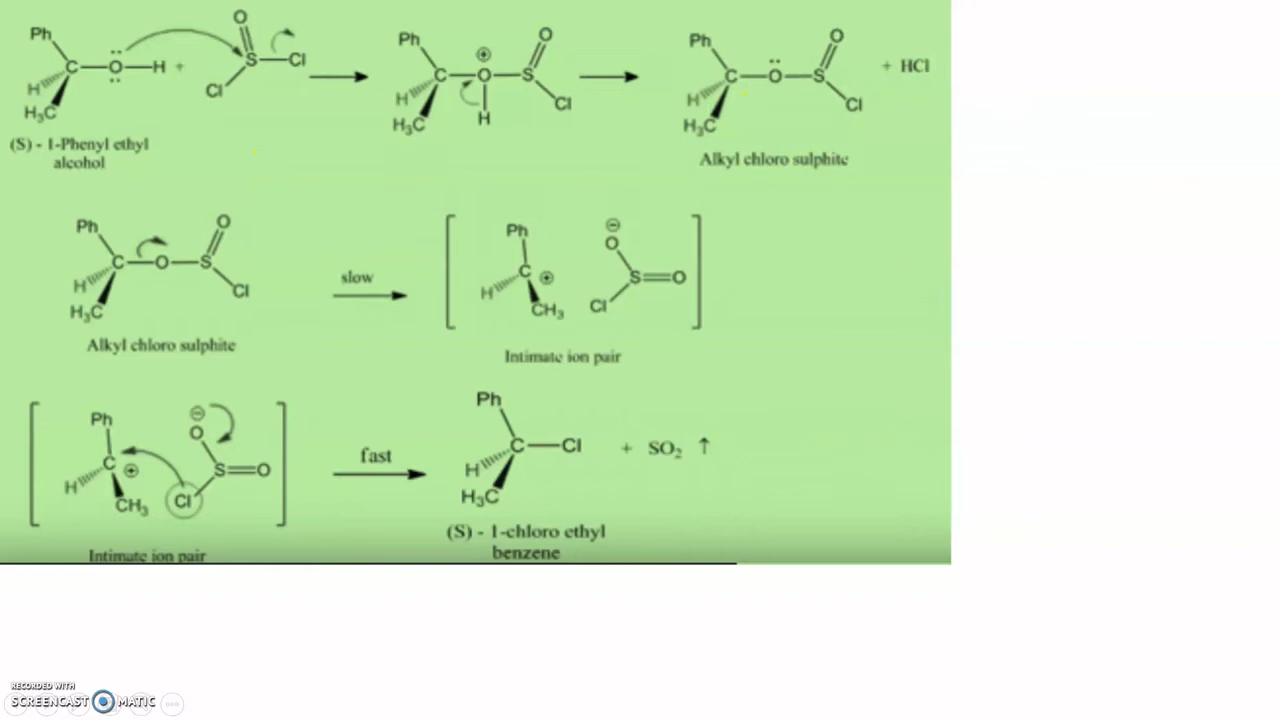 Ph O
C — O — H + S — Cl
H Cl
H₃C
(S) - 1-Phenyl ethyl
alcohol
Ph ⊕ O
C — O — S
H H Cl
H₃C
Ph O
C — O — S + HCl
H Cl
H₃C
Alkyl chloro sulphite
Ph O
C — O — S
H Cl
H₃C
Alkyl chloro sulphite
slow
Ph ⊖
O
C ⊕ S=O
H CH₃ Cl
Intimate ion pair
Ph ⊖
O
C ⊕ S=O
H CH₃ Cl
Intimate ion pair
fast
Ph
C — Cl + SO₂ ↑
H
H₃C
(S) - 1-chloro ethyl
benzene
RECORDED WITH
SCREENCAST MATIC